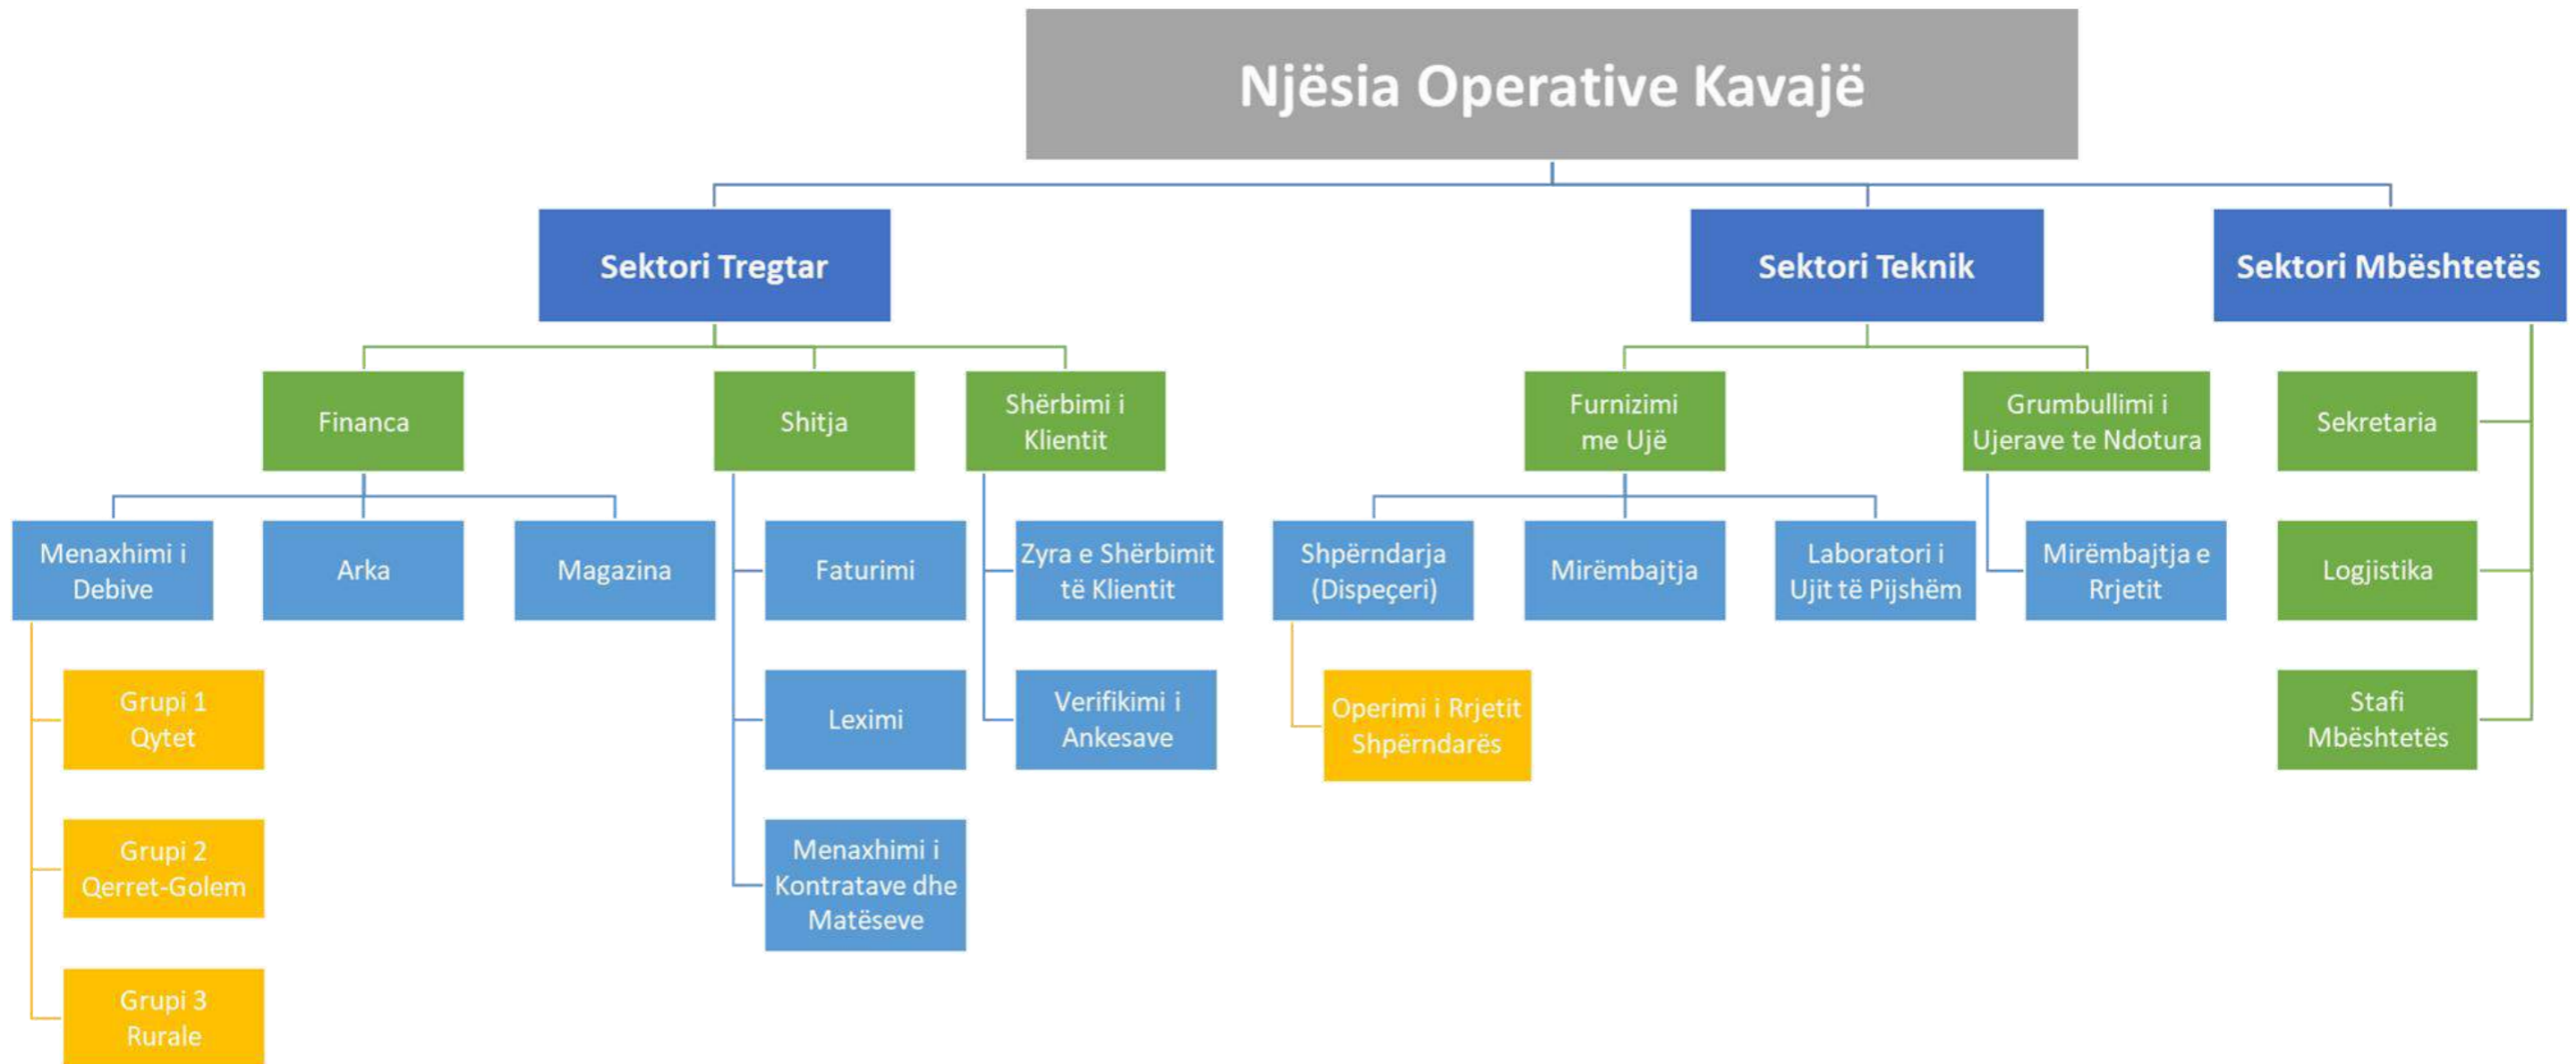 Njësia Operative Kavajë
Sektori Tregtar
Sektori Teknik
Sektori Mbështetës
Financa
Shitja
Shërbimi i
Klientit
Furnizimi
me Ujë
Grumbullimi i
Ujerave te Ndotura
Sekretaria
Menaxhimi i
Debive
Arka
Magazina
Faturimi
Zyra e Shërbimit
të Klientit
Shpërndarja
(Dispeçeri)
Mirëmbajtja
Laboratori i
Ujit të Pijshëm
Mirëmbajtja e
Rrjetit
Logjistika
Grupi 1
Qytet
Leximi
Verifikimi i
Ankesave
Operimi i Rrjetit
Shpërndarës
Stafi
Mbështetës
Grupi 2
Qerret-Golem
Menaxhimi i
Kontratave dhe
Matëseve
Grupi 3
Rurale